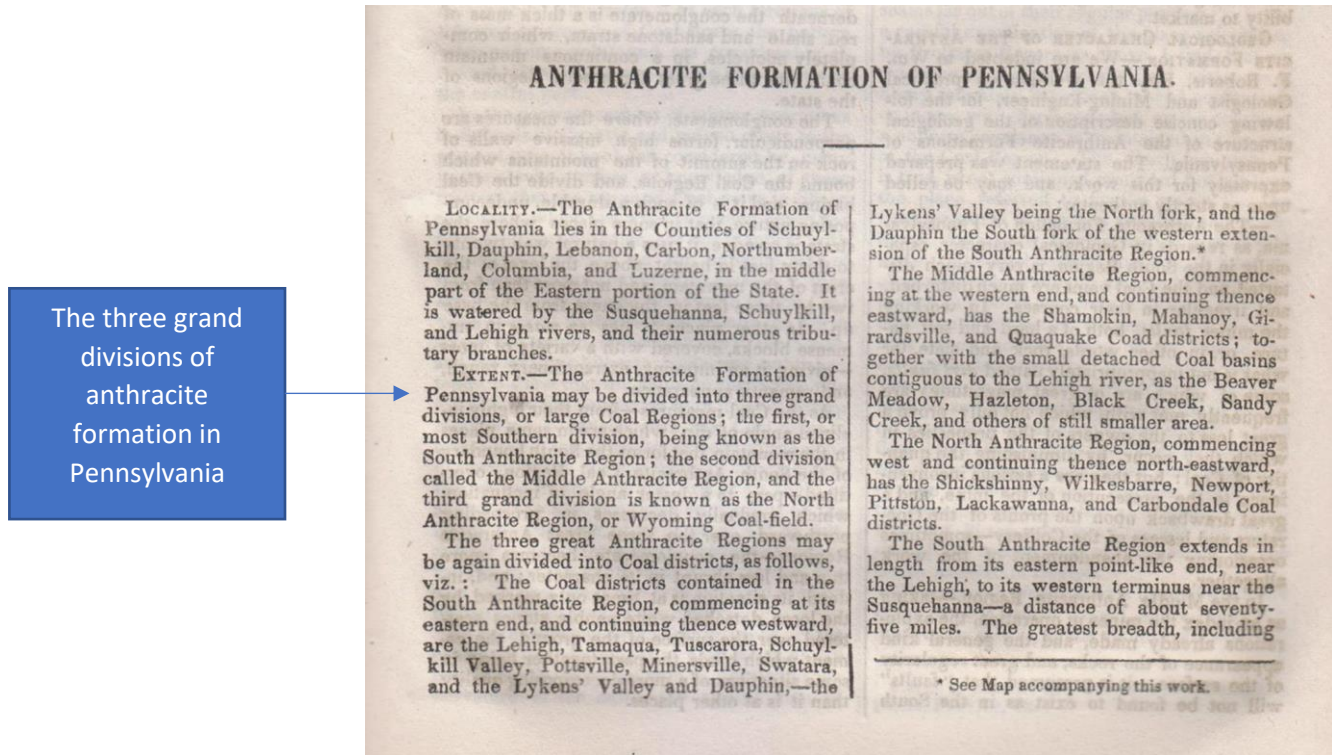 ANTHRACITE FORMATION OF PENNSYLVANIA.
The three grand
divisions of
anthracite
formation in
Pennsylvania
LOCALITY.—The Anthracite Formation of
Pennsylvania lies in the Counties of Schuyl-
kill, Dauphin, Lebanon, Carbon, Northumber-
land, Columbia, and Luzerne, in the middle
part of the Eastern portion of the State. It
is watered by the Susquehanna, Schuylkill,
and Lehigh rivers, and their numerous tribu-
tary branches.
EXTENT.—The Anthracite Formation of
Pennsylvania may be divided into three grand
divisions, or large Coal Regions; the first, or
most Southern division, being known as the
South Anthracite Region; the second division
called the Middle Anthracite Region, and the
third grand division is known as the North
Anthracite Region, or Wyoming Coal-field.
The three great Anthracite Regions may
be again divided into Coal districts, as follows,
viz.: The Coal districts contained in the
South Anthracite Region, commencing at its
eastern end, and continuing thence westward,
are the Lehigh, Tamaqua, Tuscarora, Schuyl-
kill Valley, Pottsville, Minersville, Swatara,
and the Lykens' Valley and Dauphin,—the
Lykens' Valley being the North fork, and the
Dauphin the South fork of the western exten-
sion of the South Anthracite Region.*
The Middle Anthracite Region, commenc-
ing at the western end, and continuing thence
eastward, has the Shamokin, Mahanoy, Gi-
rardsville, and Quaquake Coad districts; to-
gether with the small detached Coal basins
contiguous to the Lehigh river, as the Beaver
Meadow, Hazleton, Black Creek, Sandy
Creek, and others of still smaller area.
The North Anthracite Region, commencing
west and continuing thence north-eastward,
has the Shickshinny, Wilkesbarre, Newport,
Pittston, Lackawanna, and Carbondale Coal
districts.
The South Anthracite Region extends in
length from its eastern point-like end, near
the Lehigh, to its western terminus near the
Susquehanna—a distance of about seventy-
five miles. The greatest breadth, including
* See Map accompanying this work.